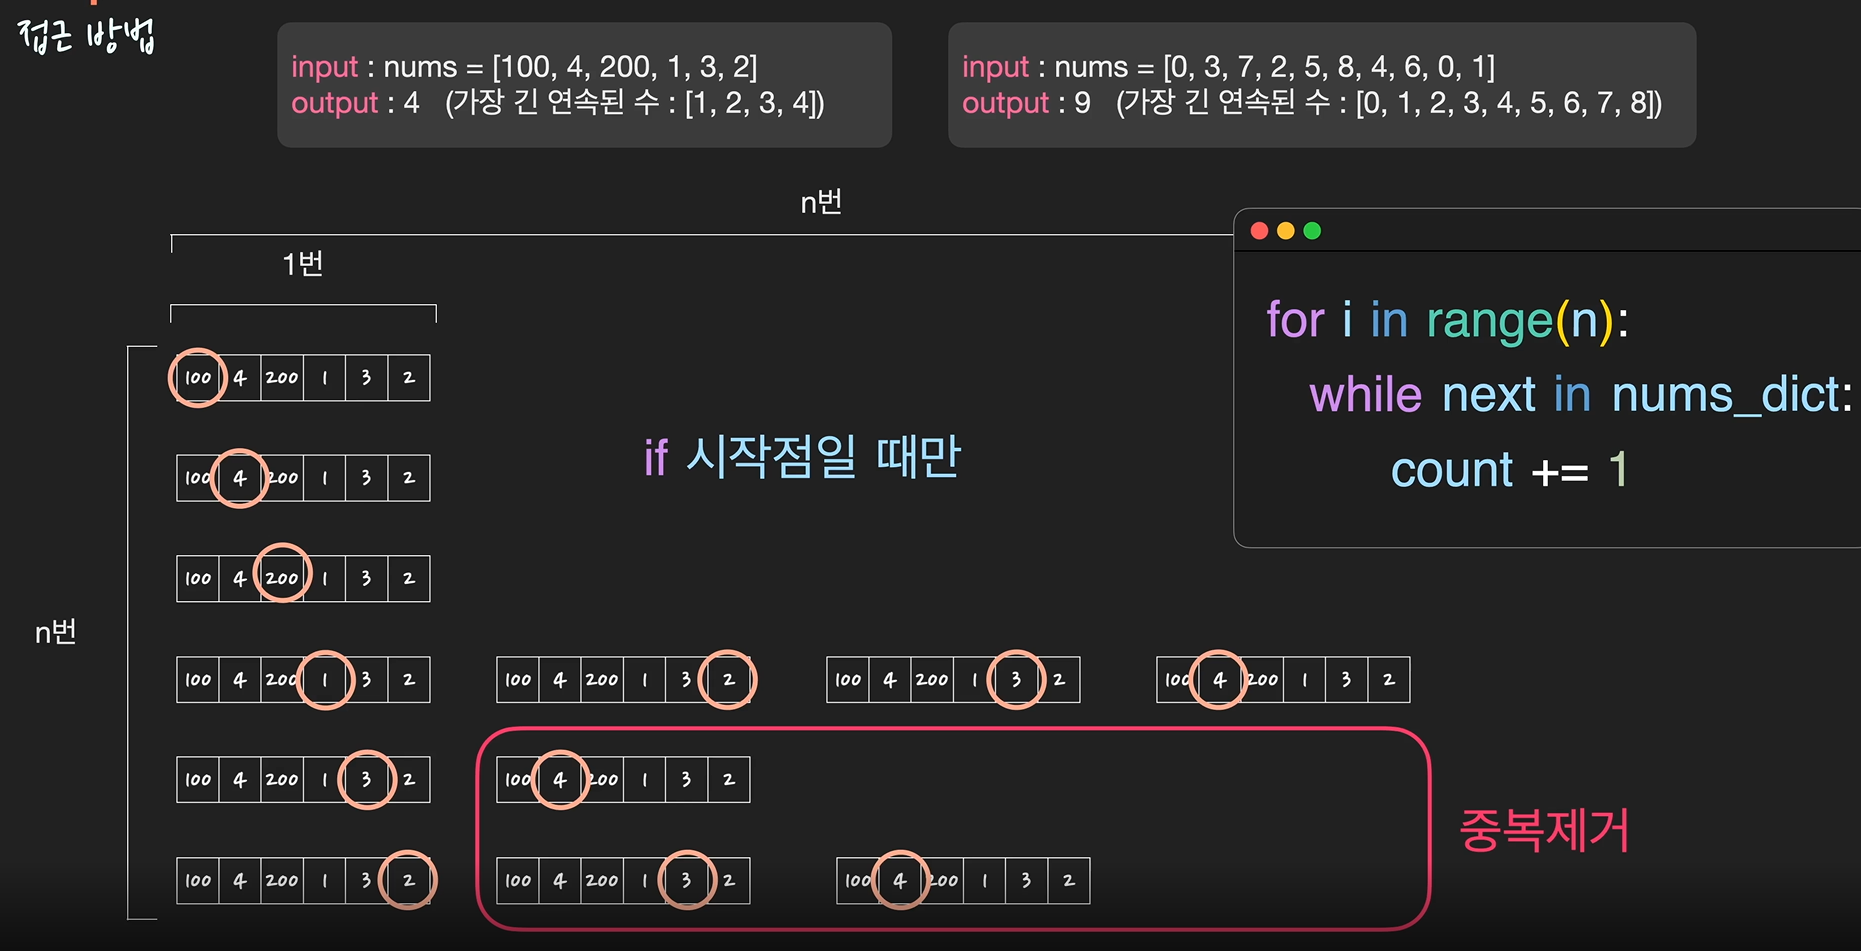 접근 방법
input : nums = [100, 4, 200, 1, 3, 2]
output : 4 (가장 긴 연속된 수 : [1, 2, 3, 4])
input : nums = [0, 3, 7, 2, 5, 8, 4, 6, 0, 1]
output : 9 (가장 긴 연속된 수 : [0, 1, 2, 3, 4, 5, 6, 7, 8])
n번
1번
for i in range(n):
while next in nums_dict:
count += 1
if 시작점일 때만
n번
100 4 200 1 3 2
100 4 200 1 3 2
100 4 200 1 3 2
100 4 200 1 3 2 100 4 200 1 3 2 100 4 200 1 3 2 100 4 200 1 3 2
100 4 200 1 3 2 100 4 200 1 3 2
중복제거
100 4 200 1 3 2 100 4 200 1 3 2 100 4 200 1 3 2